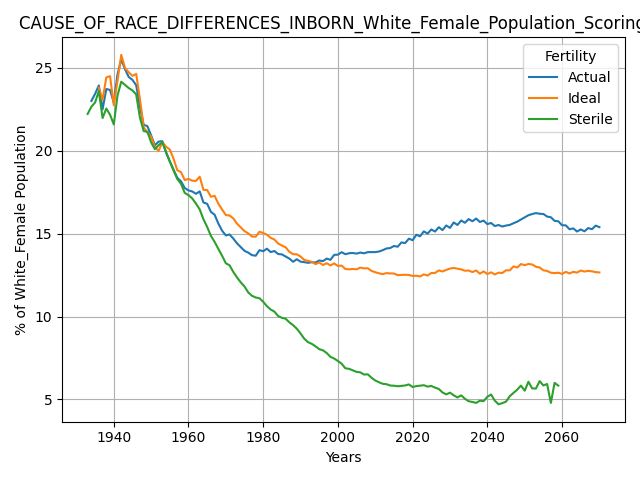 CAUSE_OF_RACE_DIFFERENCES_INBORN_White_Female_Population_Scoring
Fertility
Actual
Ideal
Sterile
% of White_Female Population
25
20
15
10
5
1940 1960 1980 2000 2020 2040 2060
Years